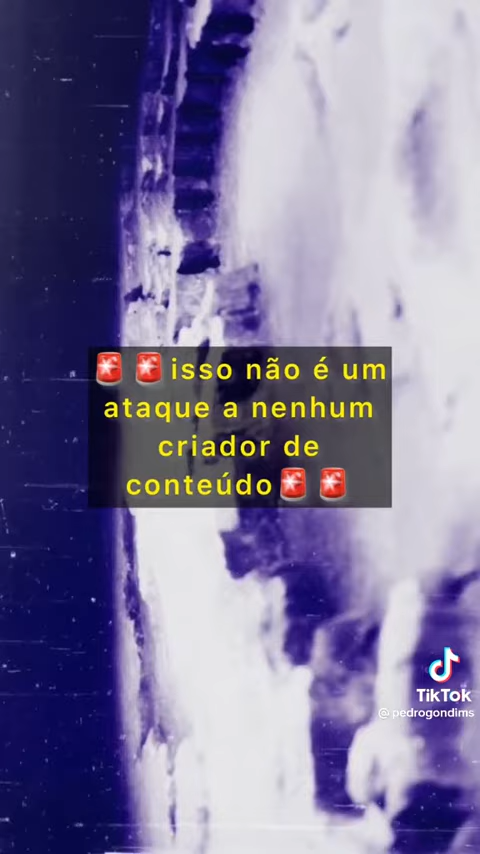 🚨 🚨 isso não é um
ataque a nenhum
criador de
conteúdo🚨 🚨
TikTok
@pedrogondims